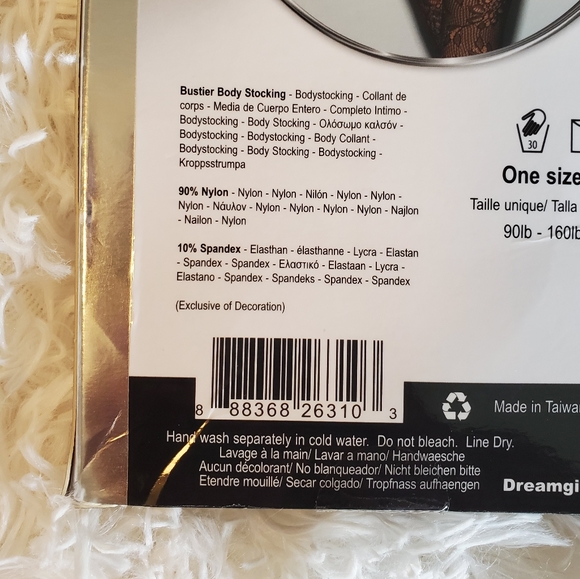 Bustier Body Stocking - Bodystocking - Collant de
corps - Media de Cuerpo Entero - Completo Intimo -
Bodystocking - Body Stocking - Ολόσωμο καλσόν -
Bodystocking - Bodystocking - Body Collant -
Bodystocking - Body Stocking - Bodystocking -
Kroppsstrumpa
90% Nylon - Nylon - Nylon - Nilón - Nylon - Nylon -
Nylon - Νάυλον - Nylon - Nylon - Nylon - Nylon - Najlon
- Nailon - Nylon
10% Spandex - Elasthan - élasthanne - Lycra - Elastan
- Spandex - Spandex - Ελαστικό - Elastaan - Lycra -
Elastano - Spandex - Spandeks - Spandex - Spandex
(Exclusive of Decoration)
30
One size
Taille unique/ Talla
90lb - 160lb
8 88368 26310 3
Made in Taiwa
Hand wash separately in cold water. Do not bleach. Line Dry.
Lavage à la main/ Lavar a mano/ Handwaesche
Aucun décolorant/ No blanqueador/ Nicht bleichen bitte
Etendre mouillé/ Secar colgado/ Tropfnass aufhaengen
Dreamgi